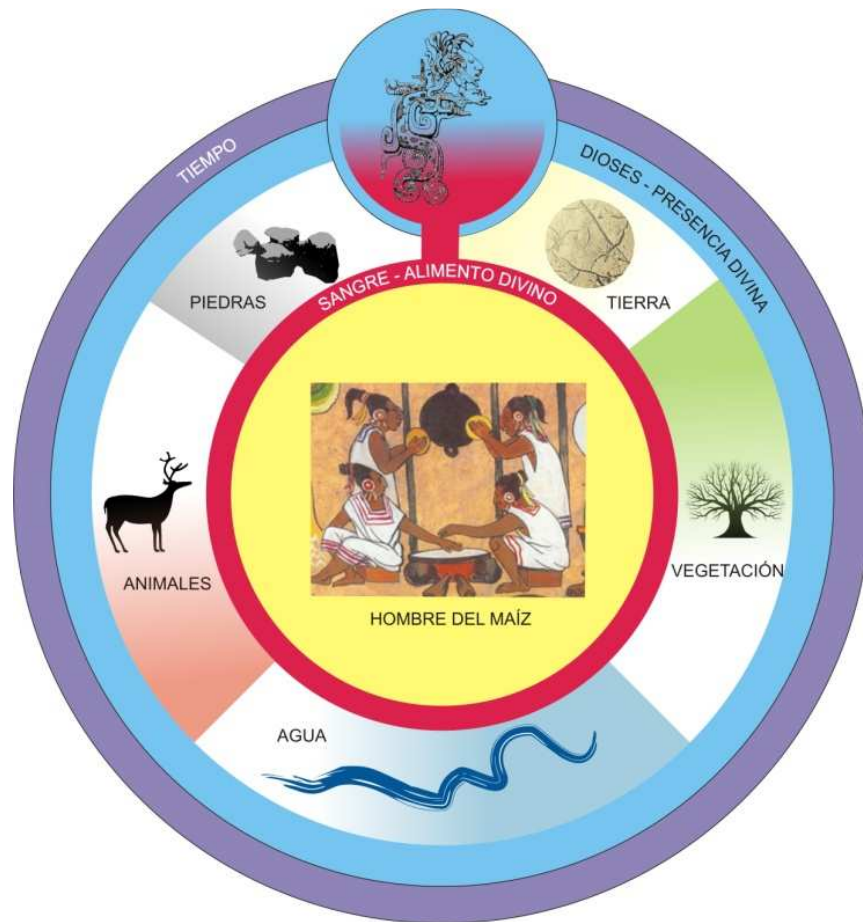 TIEMPO
DIOSES - PRESENCIA DIVINA
PIEDRAS
SANGRE - ALIMENTO DIVINO
TIERRA
ANIMALES
VEGETACIÓN
HOMBRE DEL MAÍZ
AGUA